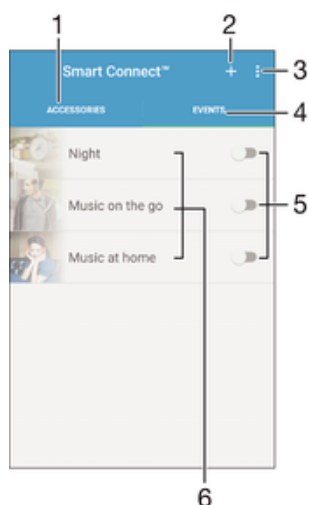 1
2
Smart Connect™
3
ACCESSORIES
EVENTS
4
Night
Music on the go
5
Music at home
6